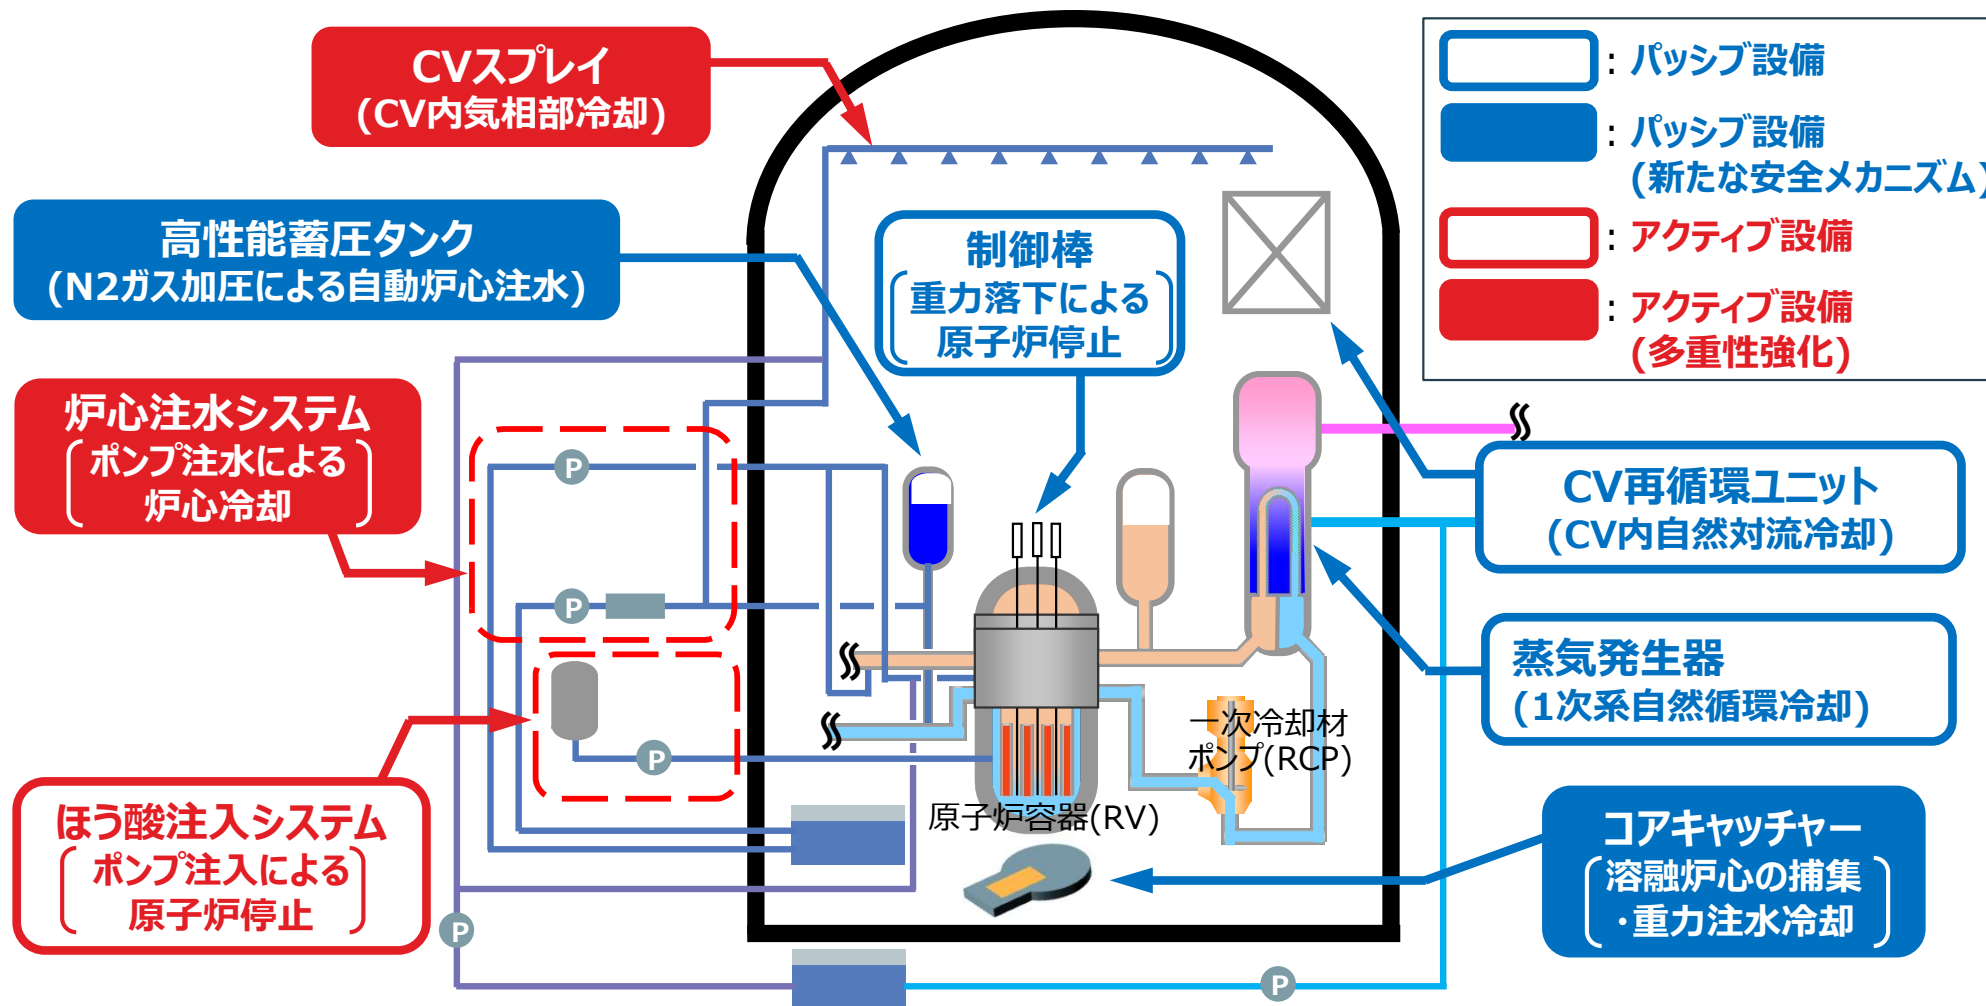 CVスプレイ
(CV内気相部冷却)
高性能蓄圧タンク
(N2ガス加圧による自動炉心注水)
炉心注水システム
ポンプ注水による
炉心冷却
ほう酸注入システム
ポンプ注入による
原子炉停止
制御棒
重力落下による
原子炉停止
: パッシブ設備
: パッシブ設備
(新たな安全メカニズム)
: アクティブ設備
: アクティブ設備
(多重性強化)
CV再循環ユニット
(CV内自然対流冷却)
蒸気発生器
(1次系自然循環冷却)
一次冷却材
ポンプ(RCP)
原子炉容器(RV)
コアキャッチャー
溶融炉心の捕集
・重力注水冷却
P
P
P
P
P